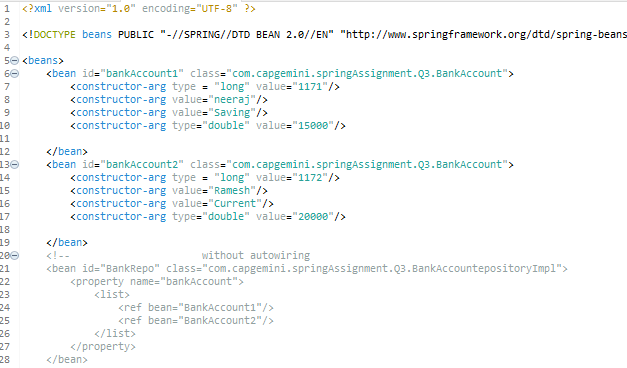 1 <?xml version="1.0" encoding="UTF-8" ?>
2
3 <!DOCTYPE beans PUBLIC "-//SPRING//DTD BEAN 2.0//EN" "http://www.springframework.org/dtd/spring-beans
4
5 <beans>
6 <bean id="bankAccount1" class="com.capgemini.springAssignment.Q3.BankAccount">
7 <constructor-arg type = "long" value="1171"/>
8 <constructor-arg value="neeraj"/>
9 <constructor-arg value="Saving"/>
10 <constructor-arg type="double" value="15000"/>
11
12 </bean>
13 <bean id="bankAccount2" class="com.capgemini.springAssignment.Q3.BankAccount">
14 <constructor-arg type = "long" value="1172"/>
15 <constructor-arg value="Ramesh"/>
16 <constructor-arg value="Current"/>
17 <constructor-arg type="double" value="20000"/>
18
19 </bean>
20 <!-- without autowiring
21 <bean id="BankRepo" class="com.capgemini.springAssignment.Q3.BankAccountepositoryImpl">
22 <property name="bankAccount">
23 <list>
24 <ref bean="BankAccount1"/>
25 <ref bean="BankAccount2"/>
26 </list>
27 </property>
28 </bean>